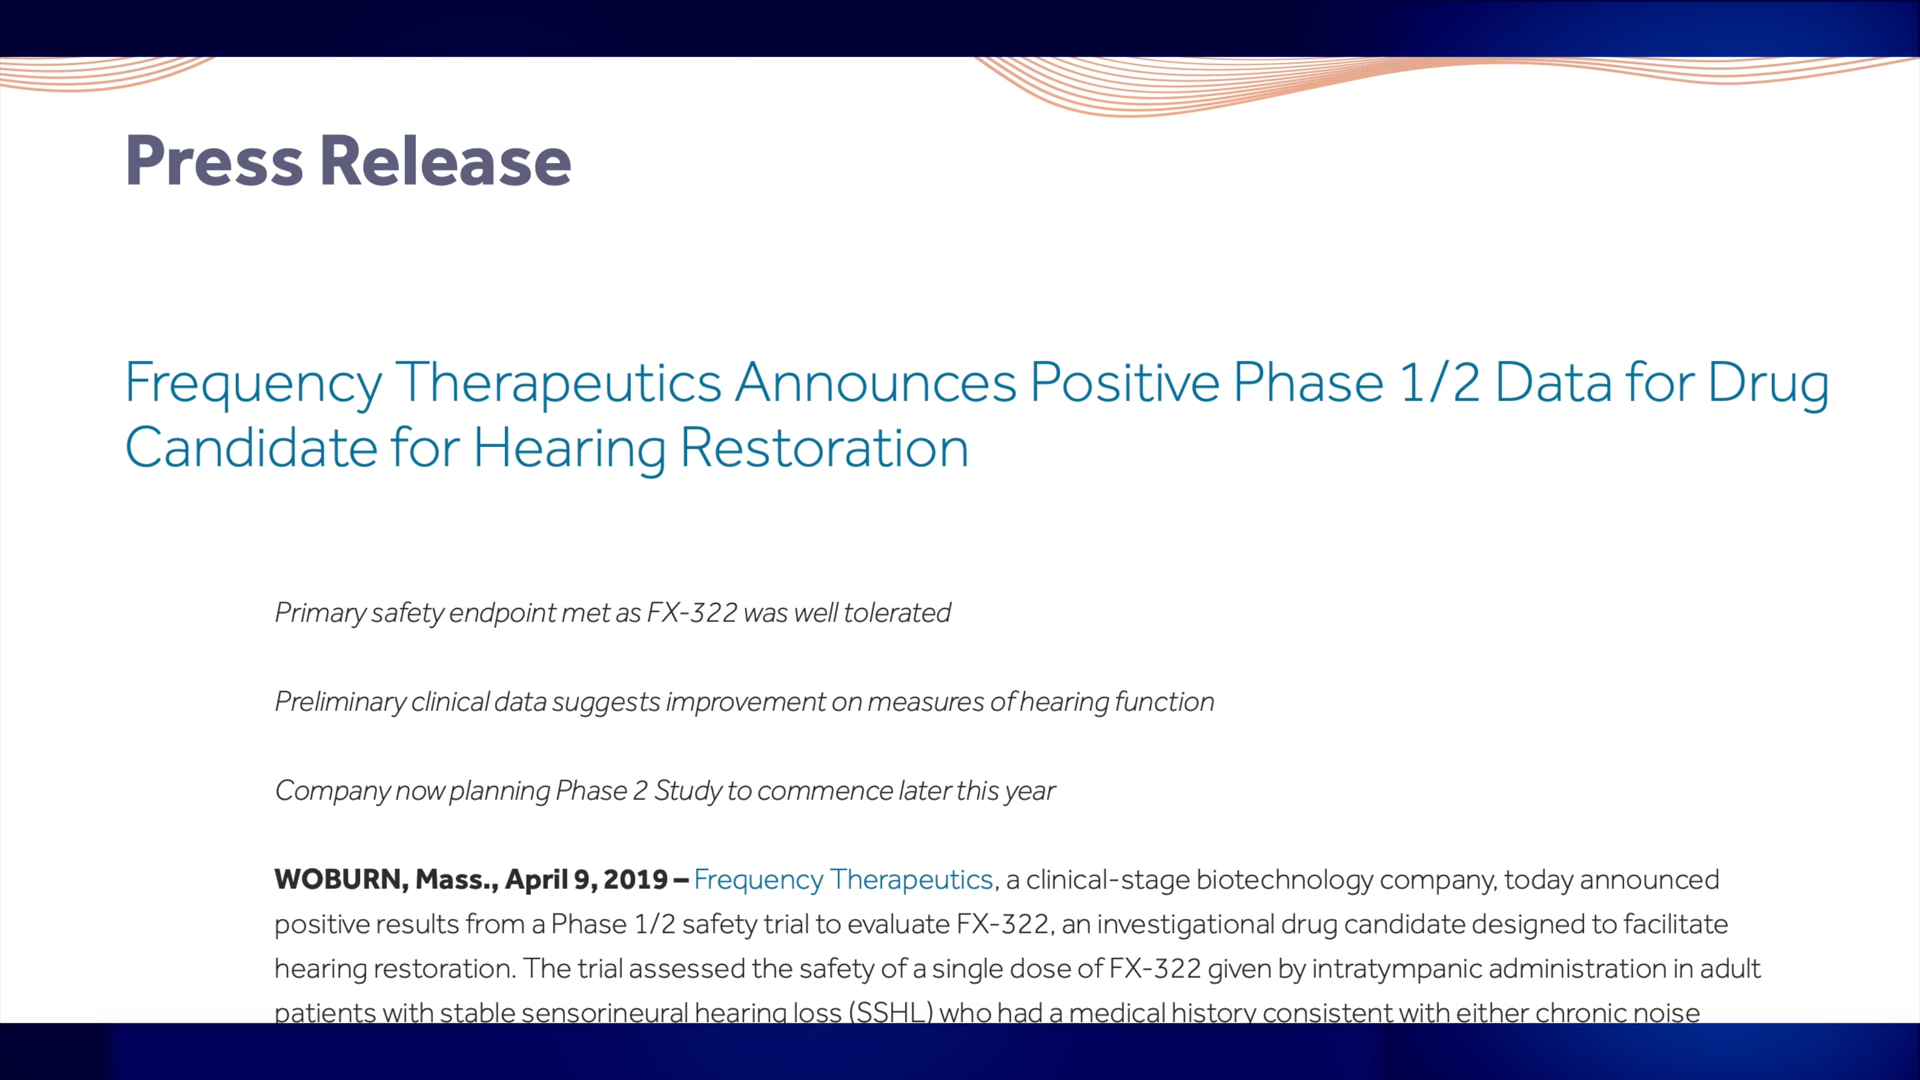 Press Release
Frequency Therapeutics Announces Positive Phase 1/2 Data for Drug
Candidate for Hearing Restoration
Primary safety endpoint met as FX-322 was well tolerated
Preliminary clinical data suggests improvement on measures of hearing function
Company now planning Phase 2 Study to commence later this year
WOBURN, Mass., April 9, 2019 – Frequency Therapeutics, a clinical-stage biotechnology company, today announced
positive results from a Phase 1/2 safety trial to evaluate FX-322, an investigational drug candidate designed to facilitate
hearing restoration. The trial assessed the safety of a single dose of FX-322 given by intratympanic administration in adult
patients with stable sensorineural hearing loss (SSHL) who had a medical history consistent with either chronic noise